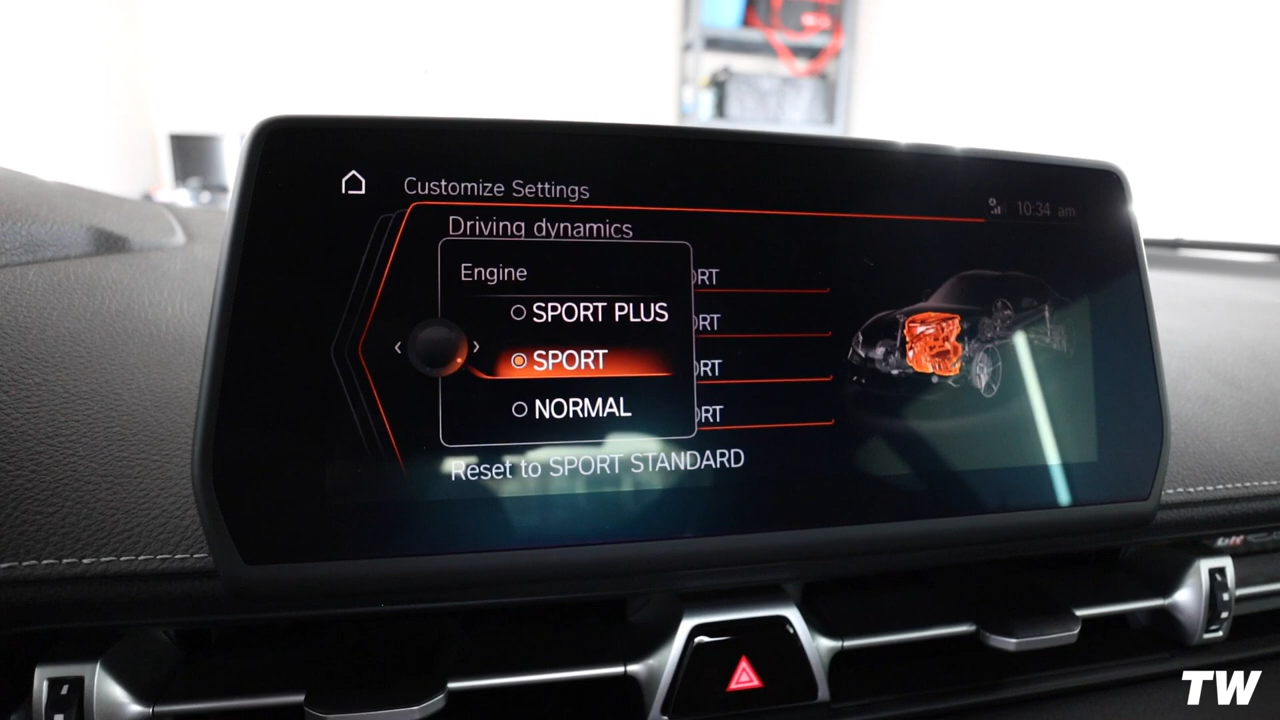 Customize Settings
10:34 am
Driving dynamics
Engine
SPORT PLUS
SPORT
NORMAL
Reset to SPORT STANDARD
TW